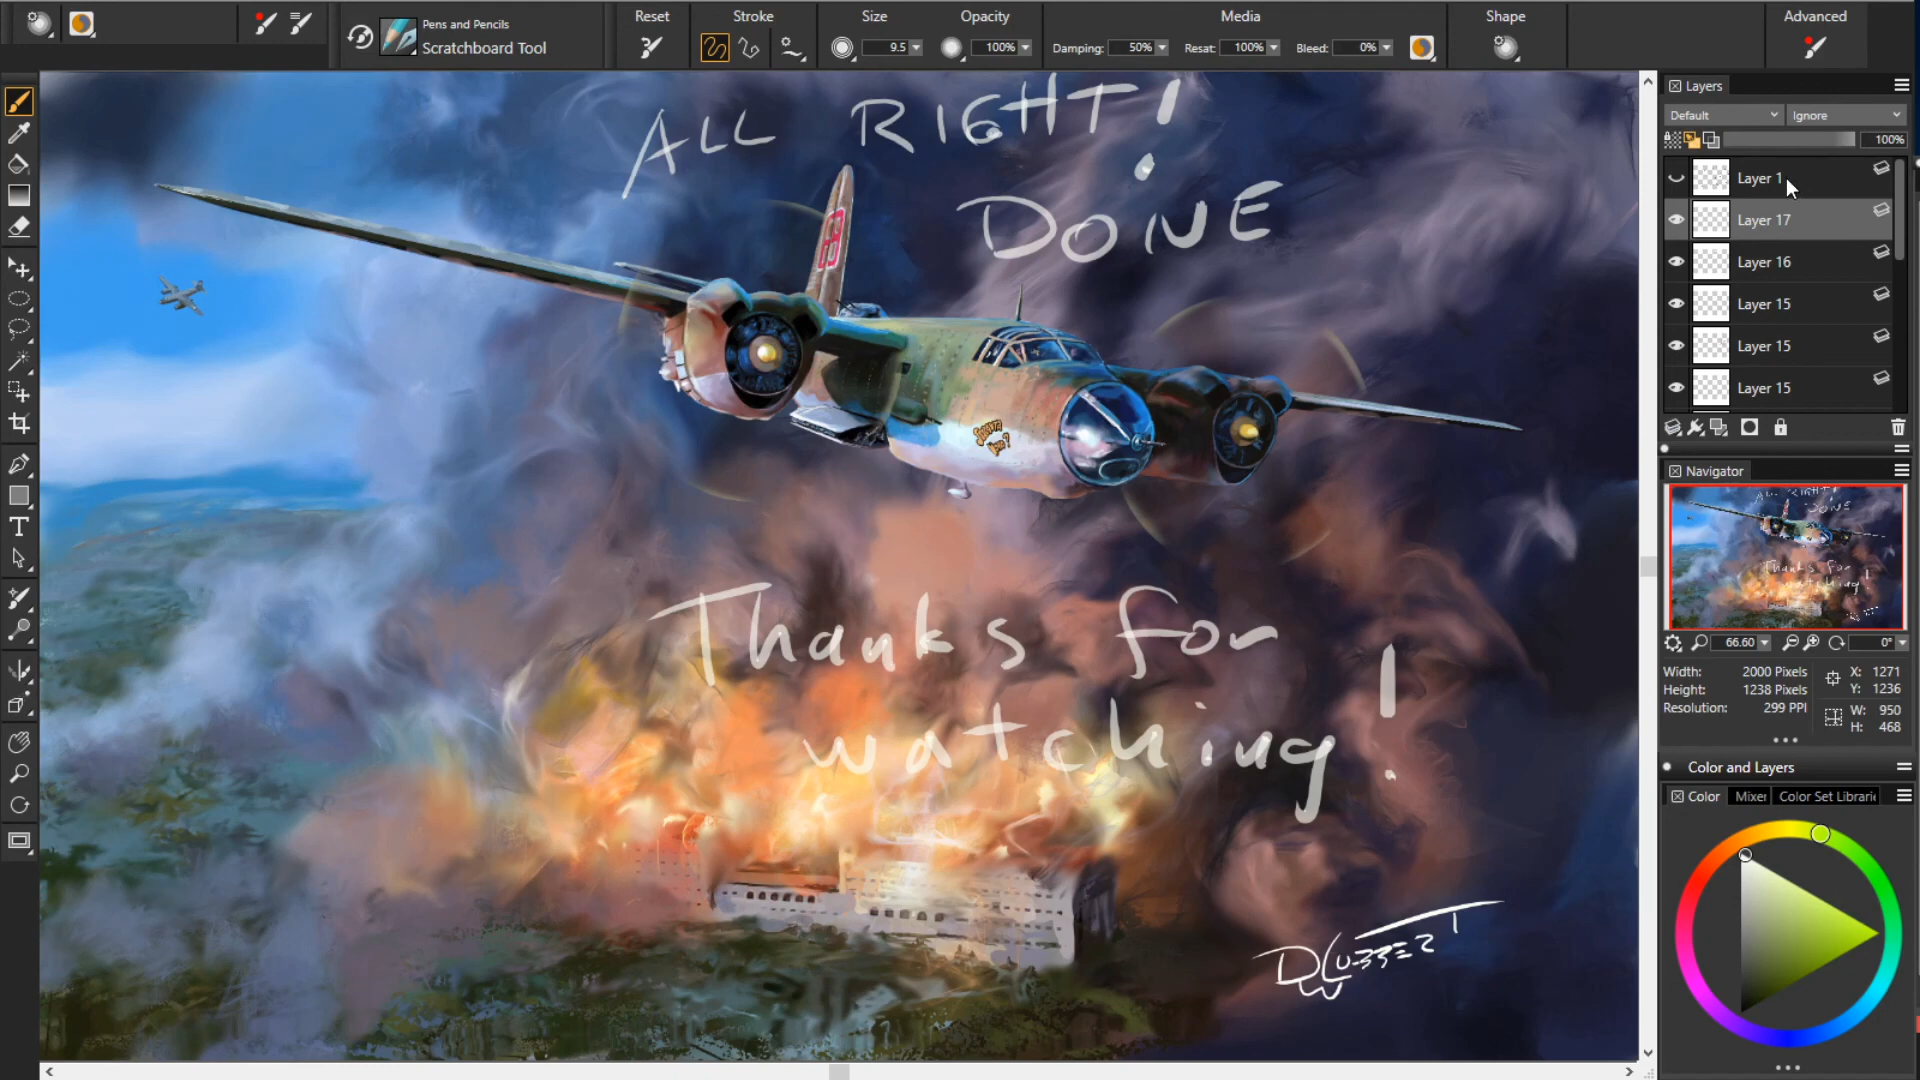 Reset
Stroke
Size
Opacity
Media
Shape
Advanced
Pens and Pencils
Scratchboard Tool
9.5
100%
Damping: 50%
Resat: 100%
Bleed: 0%
Layers
Default
Ignore
100%
Layer 1
Layer 17
Layer 16
Layer 15
Layer 15
Layer 15
Navigator
66.60
0°
Width: 2000 Pixels
Height: 1238 Pixels
Resolution: 299 PPI
X: 1271
Y: 1236
W: 950
H: 468
Color and Layers
Color
Mixer
Color Set Librarie
ALL RIGHT!
DONE
Thanks for
watching!